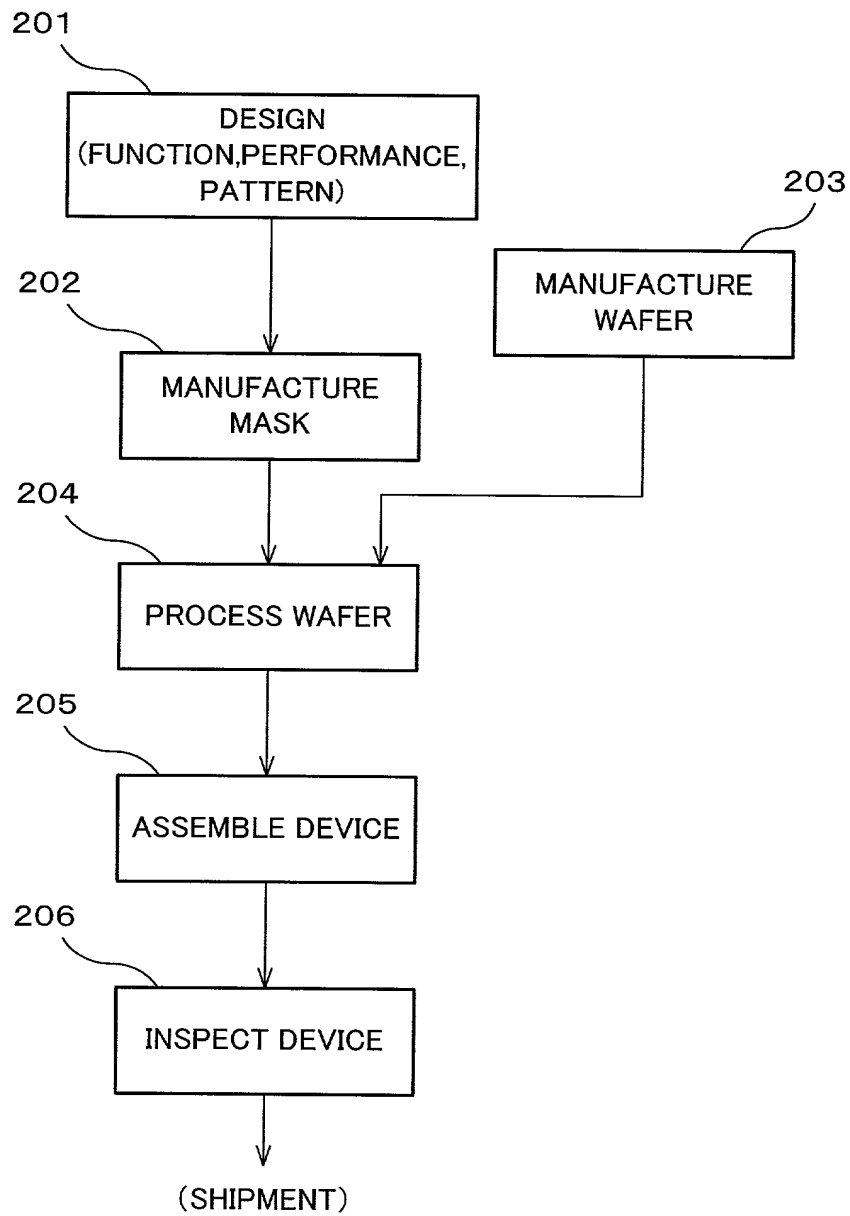 201
DESIGN
(FUNCTION,PERFORMANCE,
PATTERN)
203
MANUFACTURE
WAFER
202
MANUFACTURE
MASK
204
PROCESS WAFER
205
ASSEMBLE DEVICE
206
INSPECT DEVICE
(SHIPMENT)